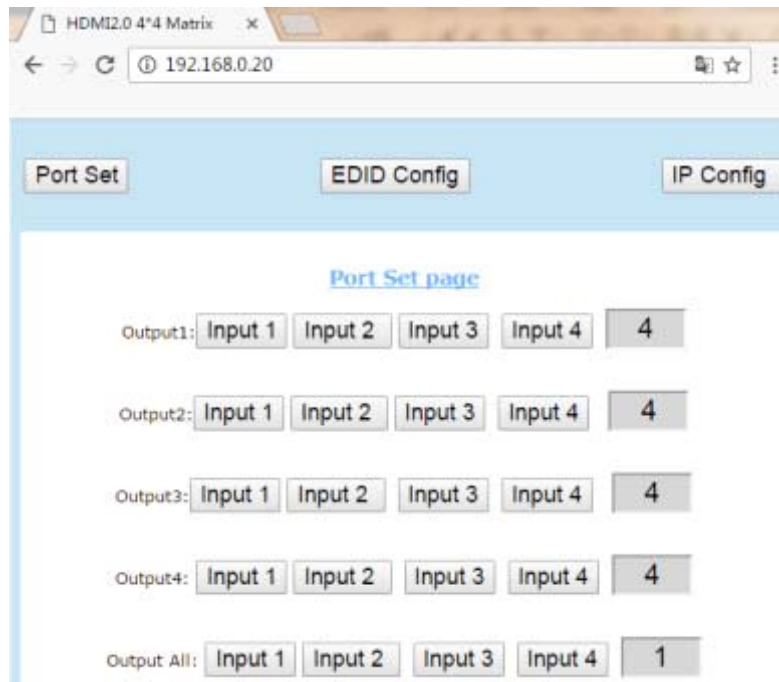 HDMI2.0 4*4 Matrix
192.168.0.20
Port Set EDID Config IP Config
Port Set page
Output1: Input 1 Input 2 Input 3 Input 4 4
Output2: Input 1 Input 2 Input 3 Input 4 4
Output3: Input 1 Input 2 Input 3 Input 4 4
Output4: Input 1 Input 2 Input 3 Input 4 4
Output All: Input 1 Input 2 Input 3 Input 4 1